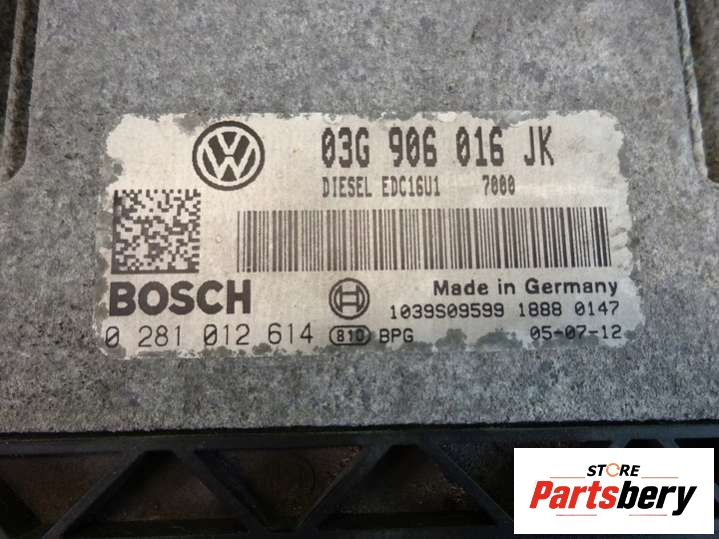 03G 906 016 JK
DIESEL EDC16U1 7000
BOSCH
Made in Germany
1039S09599 1888 0147
0 281 012 614 810 BPG 05-07-12
STORE
Partsbery